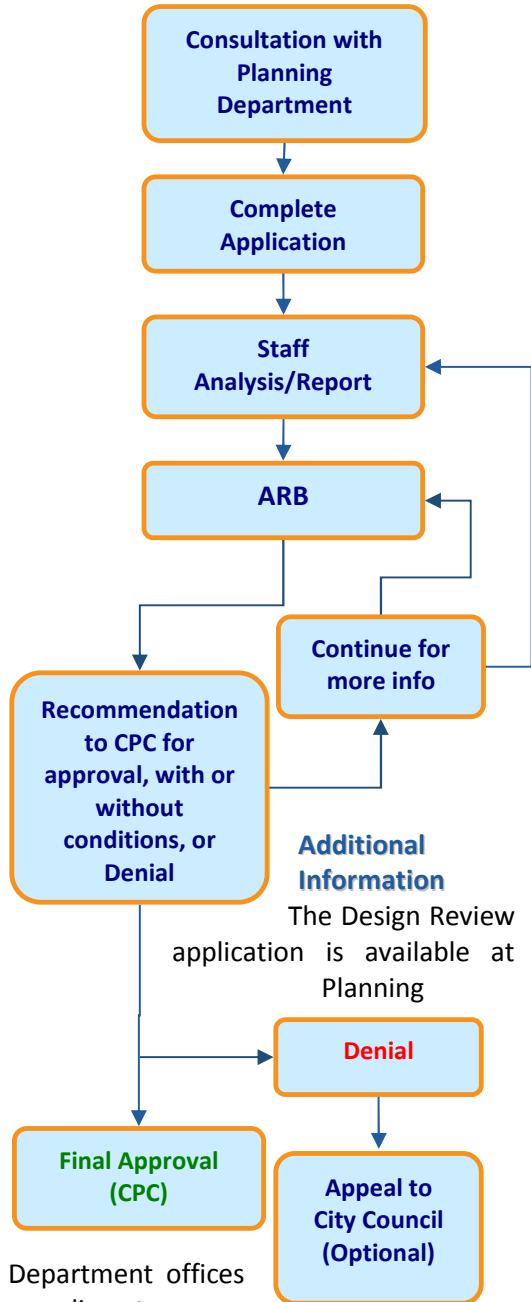 Consultation with
Planning
Department
Complete
Application
Staff
Analysis/Report
ARB
Continue for
more info
Recommendation
to CPC for
approval, with or
without
conditions, or
Denial
Additional
Information
The Design Review
application is available at
Planning
Denial
Final Approval
(CPC)
Appeal to
City Council
(Optional)
Department offices